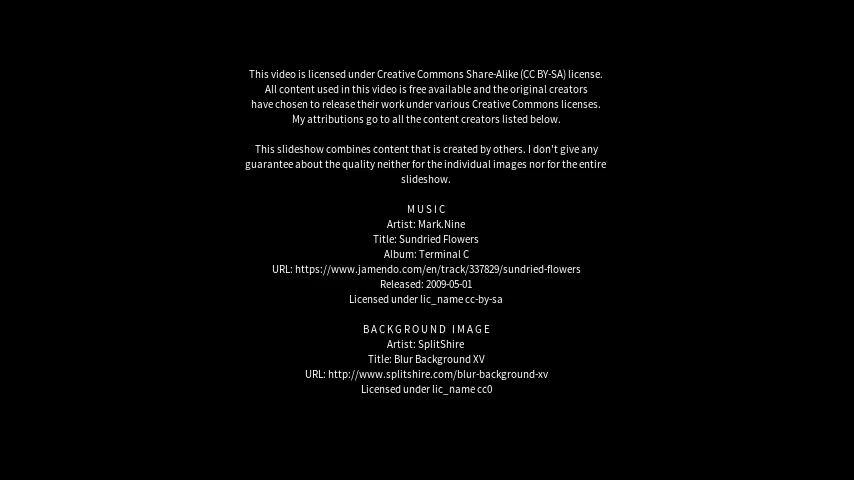 This video is licensed under Creative Commons Share-Alike (CC BY-SA) license.
All content used in this video is free available and the original creators
have chosen to release their work under various Creative Commons licenses.
My attributions go to all the content creators listed below.
This slideshow combines content that is created by others. I don't give any
guarantee about the quality neither for the individual images nor for the entire
slideshow.
MUSIC
Artist: Mark.Nine
Title: Sundried Flowers
Album: Terminal C
URL: https://www.jamendo.com/en/track/337829/sundried-flowers
Released: 2009-05-01
Licensed under lic_name cc-by-sa
BACKGROUND IMAGE
Artist: SplitShire
Title: Blur Background XV
URL: http://www.splitshire.com/blur-background-xv
Licensed under lic_name cc0